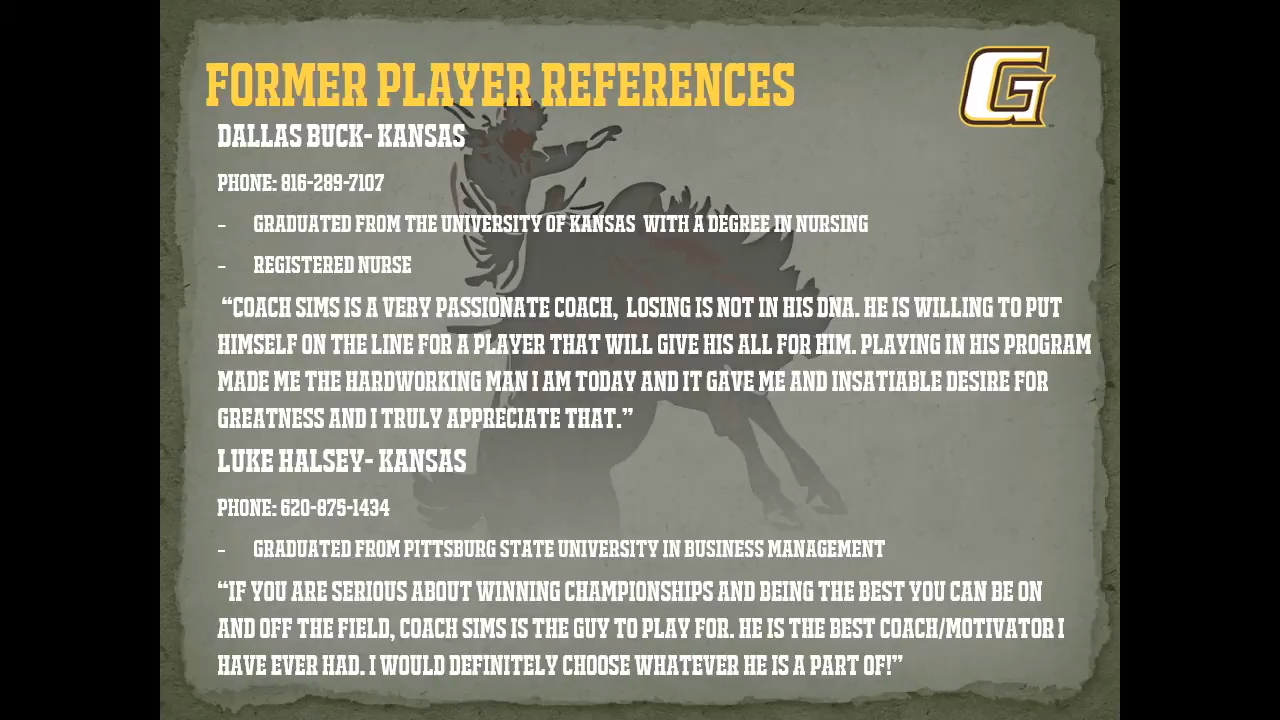 FORMER PLAYER REFERENCES
G
DALLAS BUCK- KANSAS
PHONE: 816-289-7107
- GRADUATED FROM THE UNIVERSITY OF KANSAS WITH A DEGREE IN NURSING
- REGISTERED NURSE
“COACH SIMS IS A VERY PASSIONATE COACH, LOSING IS NOT IN HIS DNA. HE IS WILLING TO PUT
HIMSELF ON THE LINE FOR A PLAYER THAT WILL GIVE HIS ALL FOR HIM. PLAYING IN HIS PROGRAM
MADE ME THE HARDWORKING MAN I AM TODAY AND IT GAVE ME AND INSATIABLE DESIRE FOR
GREATNESS AND I TRULY APPRECIATE THAT.”
LUKE HALSEY- KANSAS
PHONE: 620-875-1434
- GRADUATED FROM PITTSBURG STATE UNIVERSITY IN BUSINESS MANAGEMENT
“IF YOU ARE SERIOUS ABOUT WINNING CHAMPIONSHIPS AND BEING THE BEST YOU CAN BE ON
AND OFF THE FIELD, COACH SIMS IS THE GUY TO PLAY FOR. HE IS THE BEST COACH/MOTIVATOR I
HAVE EVER HAD. I WOULD DEFINITELY CHOOSE WHATEVER HE IS A PART OF!”